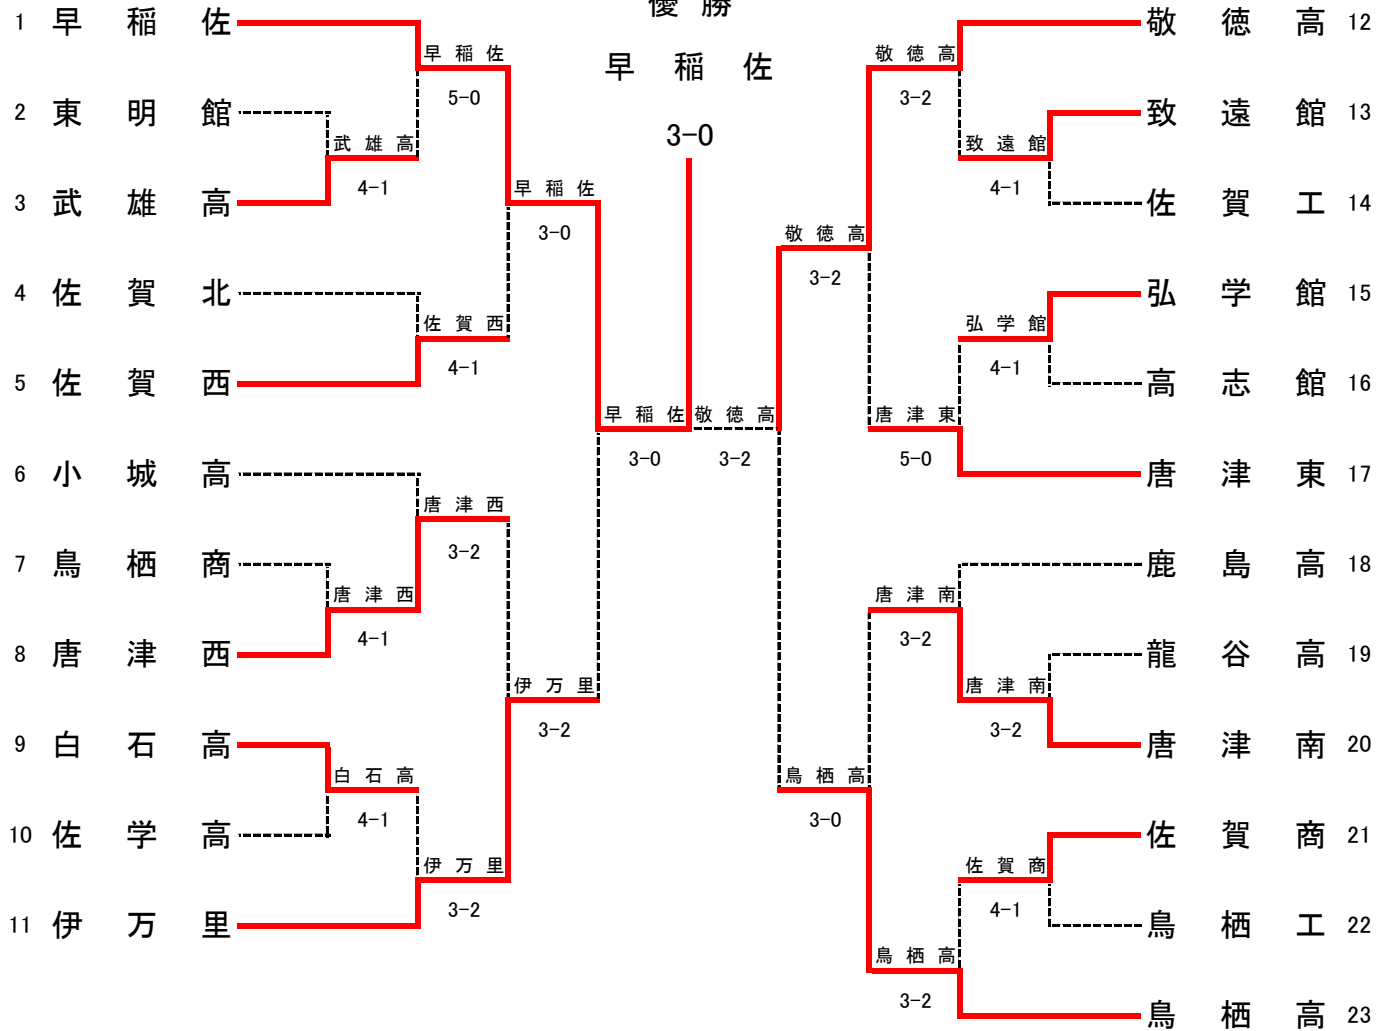 優勝
早稲佐
3-0
1 早稲佐
2 東明館
3 武雄高
4 佐賀北
5 佐賀西
6 小城高
7 鳥栖商
8 唐津西
9 白石高
10 佐学高
11 伊万里
早稲佐
5-0
武雄高
4-1
早稲佐
3-0
佐賀西
4-1
唐津西
3-2
唐津西
4-1
伊万里
3-2
白石高
4-1
伊万里
3-2
早稲佐
3-0
敬徳高
3-2
敬徳高
3-2
敬徳高
3-2
致遠館
4-1
弘学館
4-1
唐津東
5-0
唐津南
3-2
唐津南
3-2
鳥栖高
3-0
佐賀商
4-1
鳥栖高
3-2
敬徳高 12
致遠館 13
佐賀工 14
弘学館 15
高志館 16
唐津東 17
鹿島高 18
龍谷高 19
唐津南 20
佐賀商 21
鳥栖工 22
鳥栖高 23